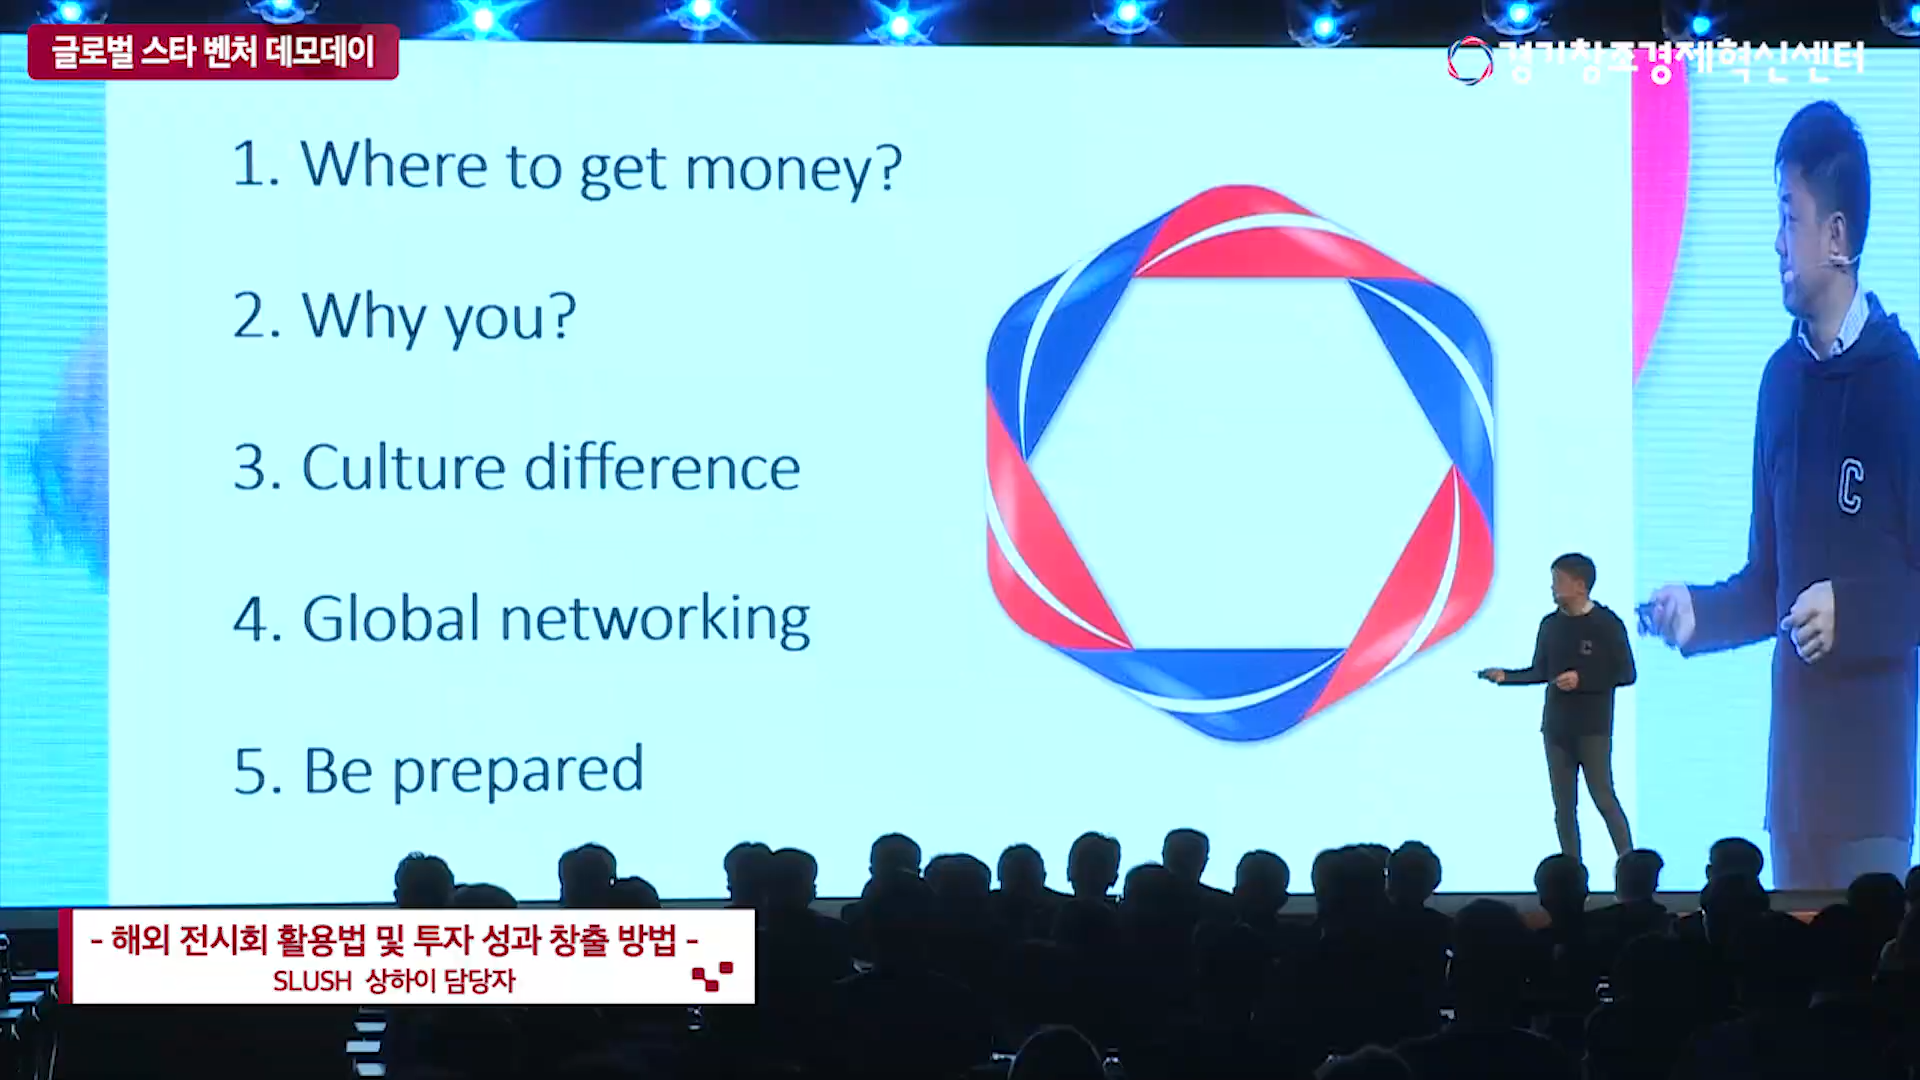 글로벌 스타 벤처 데모데이
경기창조경제혁신센터
1. Where to get money?
2. Why you?
3. Culture difference
4. Global networking
5. Be prepared
C
C
- 해외 전시회 활용법 및 투자 성과 창출 방법 -
SLUSH 상하이 담당자